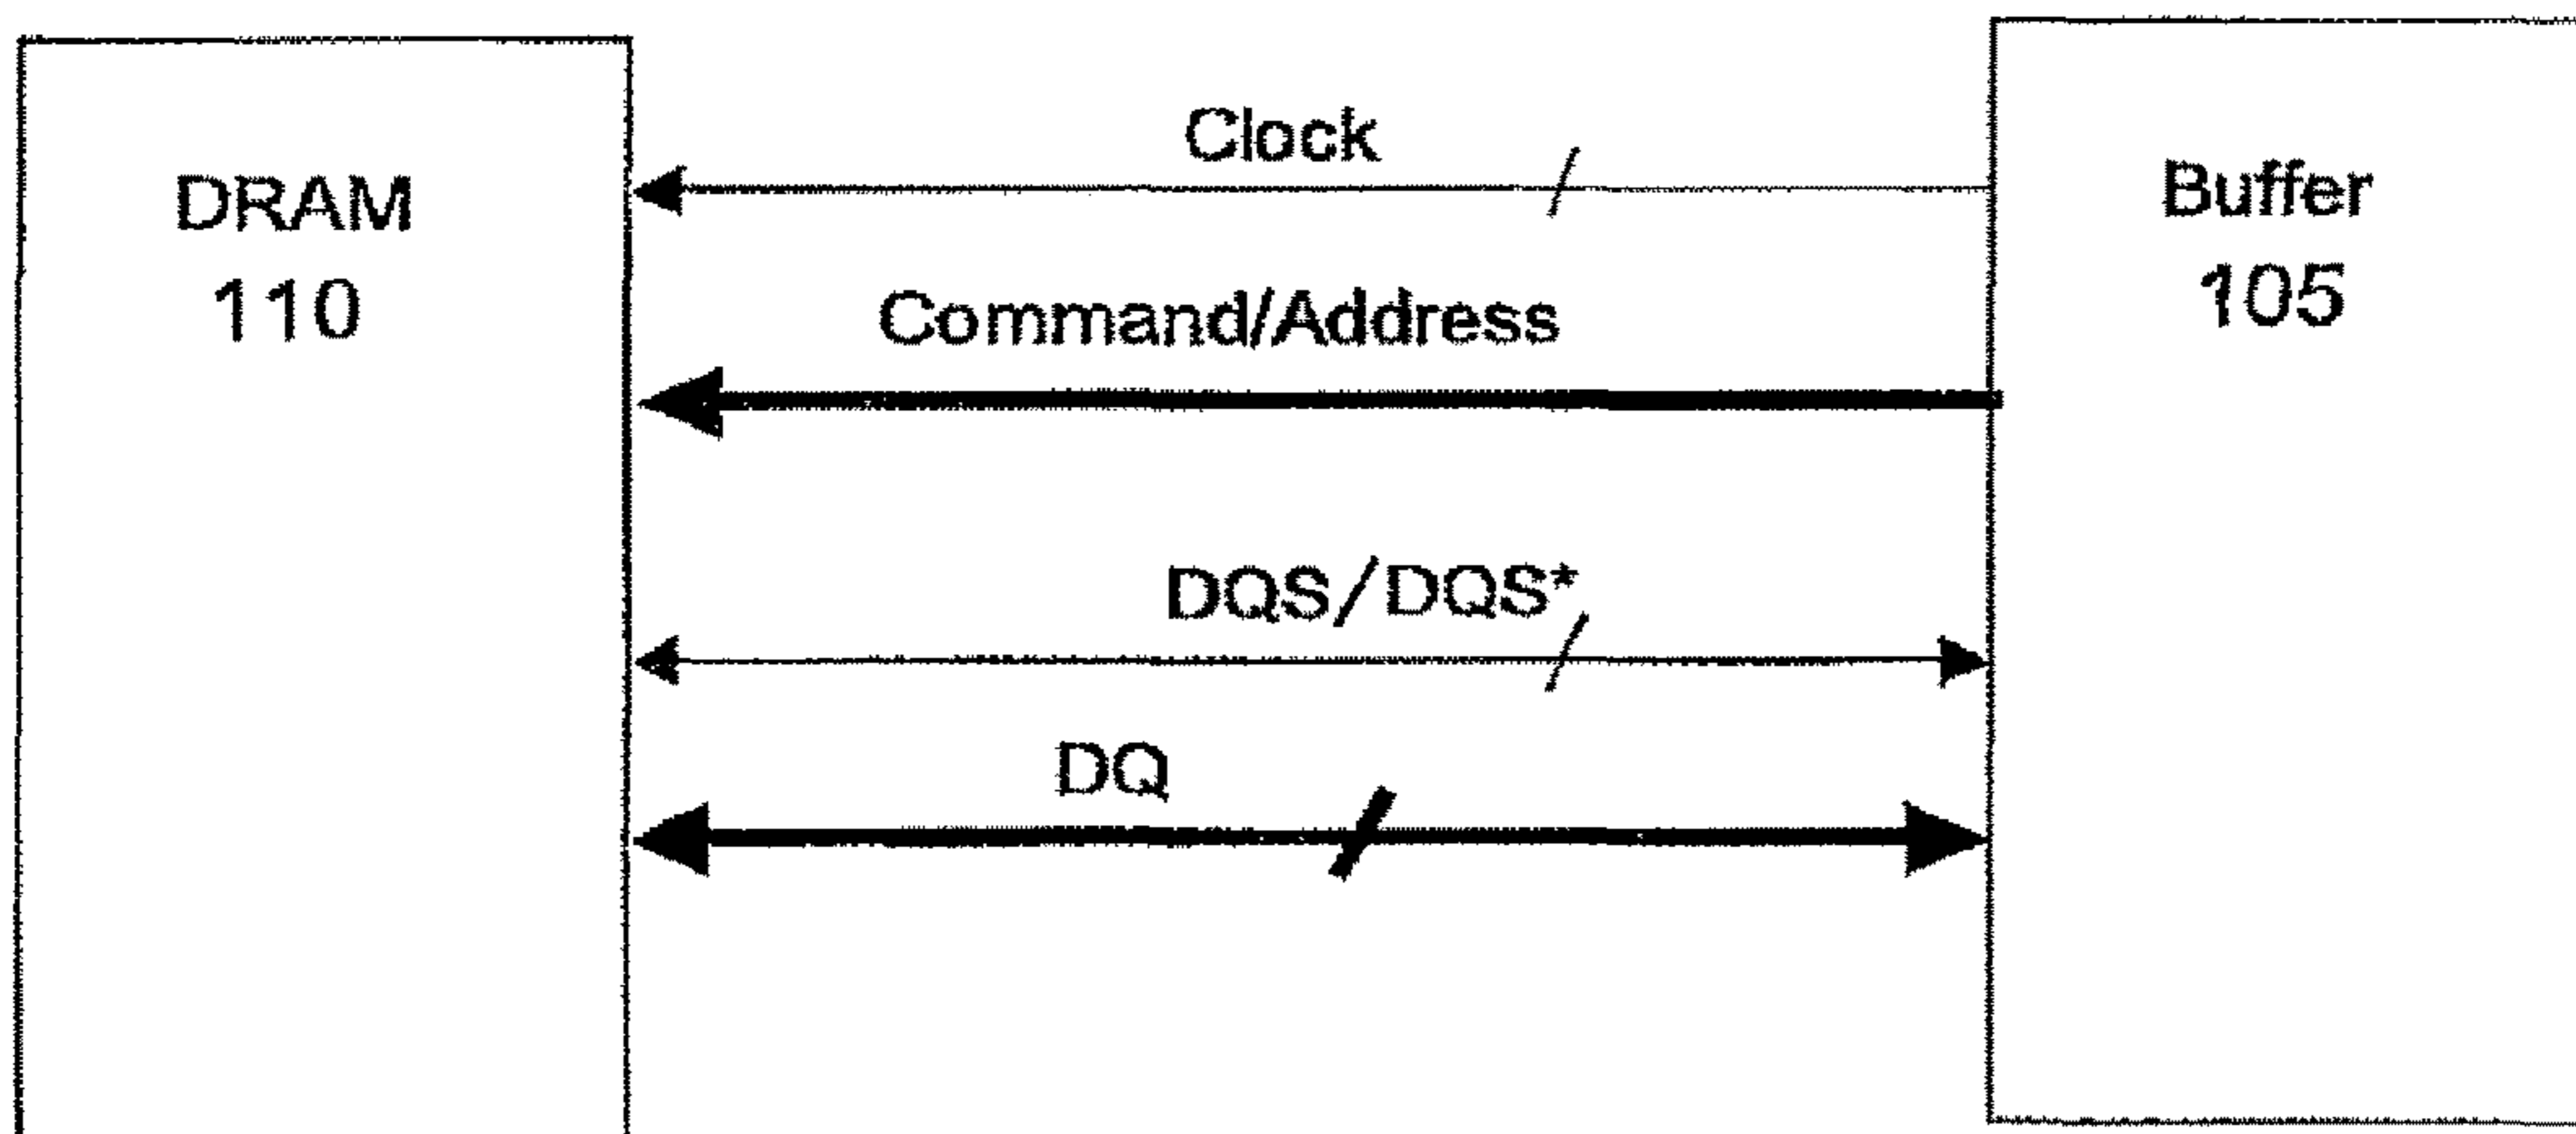 DRAM
110
Clock
Command/Address
DQS/DQS*
DQ
Buffer
105